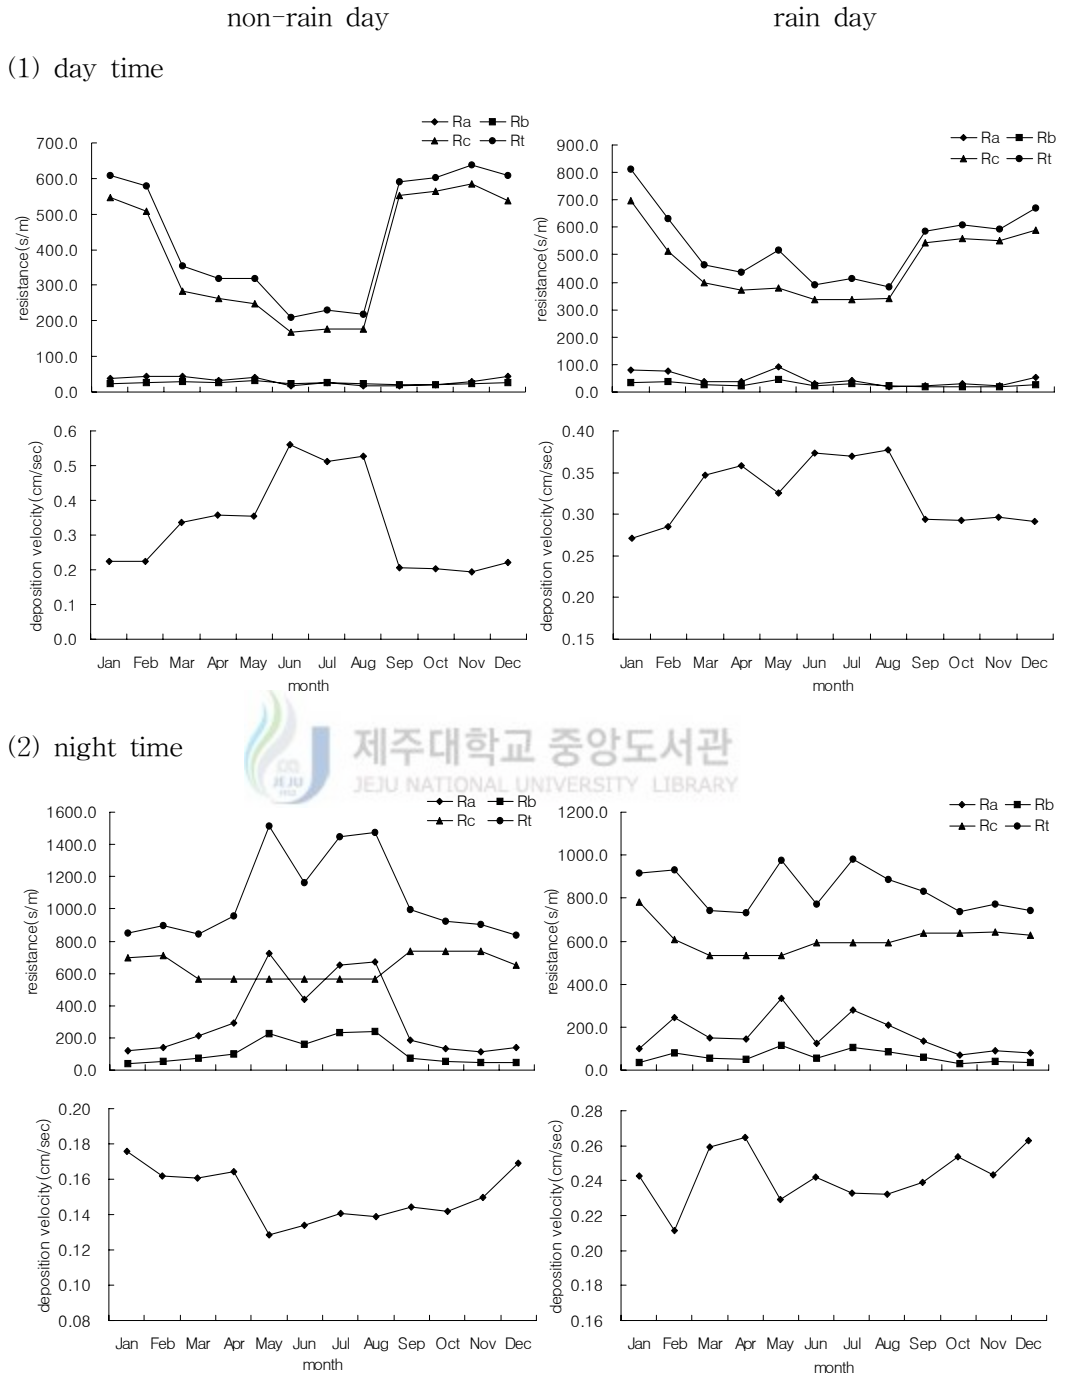 non-rain day
rain day
(1) day time
Ra Rb
Rc Rt
700.0
600.0
500.0
400.0
300.0
200.0
100.0
0.0
resistance(s/m)
Ra Rb
Rc Rt
900.0
800.0
700.0
600.0
500.0
400.0
300.0
200.0
100.0
0.0
resistance(s/m)
0.6
0.5
0.4
0.3
0.2
0.1
0.0
deposition velocity(cm/sec)
Jan Feb Mar Apr May Jun Jul Aug Sep Oct Nov Dec
month
0.40
0.35
0.30
0.25
0.20
0.15
deposition velocity(cm/sec)
Jan Feb Mar Apr May Jun Jul Aug Sep Oct Nov Dec
month
(2) night time
제주대학교 중앙도서관
JEJU NATIONAL UNIVERSITY LIBRARY
JEJU
1952
Ra Rb
Rc Rt
1600.0
1400.0
1200.0
1000.0
800.0
600.0
400.0
200.0
0.0
resistance(s/m)
Ra Rb
Rc Rt
1200.0
1000.0
800.0
600.0
400.0
200.0
0.0
resistance(s/m)
0.20
0.18
0.16
0.14
0.12
0.10
0.08
deposition velocity(cm/sec)
Jan Feb Mar Apr May Jun Jul Aug Sep Oct Nov Dec
month
0.28
0.26
0.24
0.22
0.20
0.18
0.16
deposition velocity(cm/sec)
Jan Feb Mar Apr May Jun Jul Aug Sep Oct Nov Dec
month